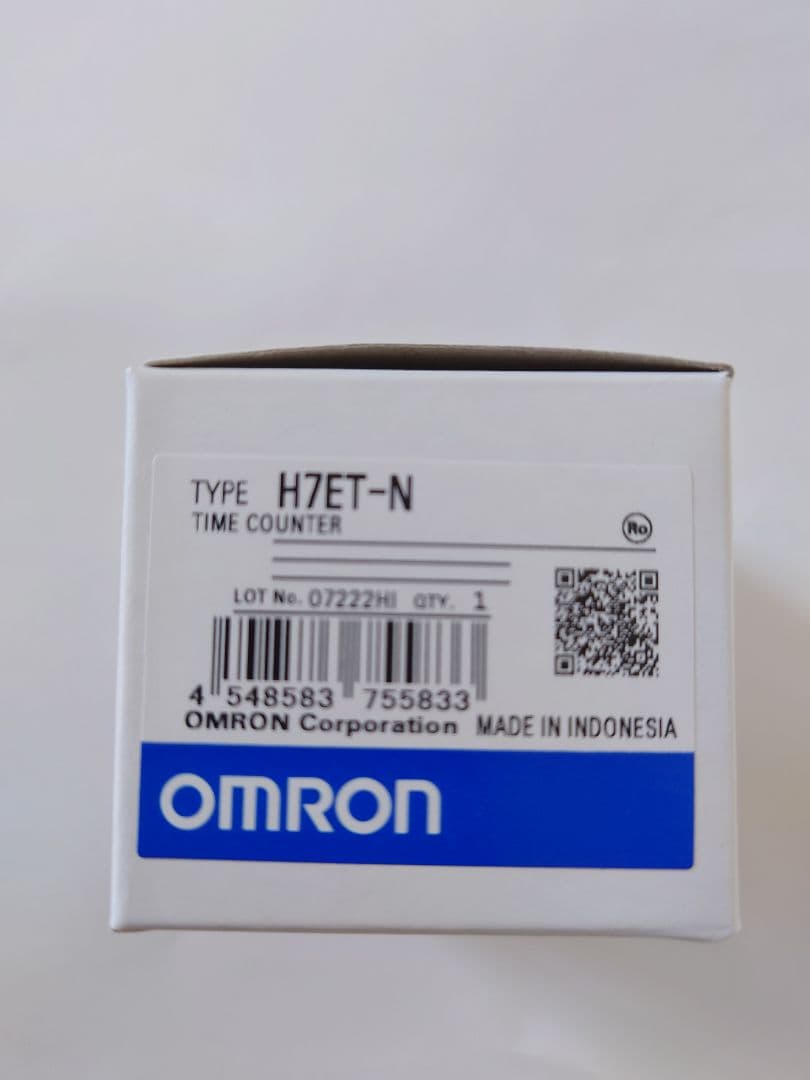 TYPE H7ET-N
TIME COUNTER
Ro
LOT No. 07222HI QTY. 1
4 548583 755833
OMRON Corporation MADE IN INDONESIA
OMRON